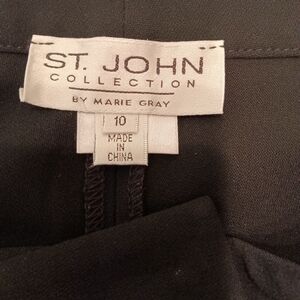 ST. JOHN
COLLECTION
BY MARIE GRAY
10
MADE
IN
CHINA